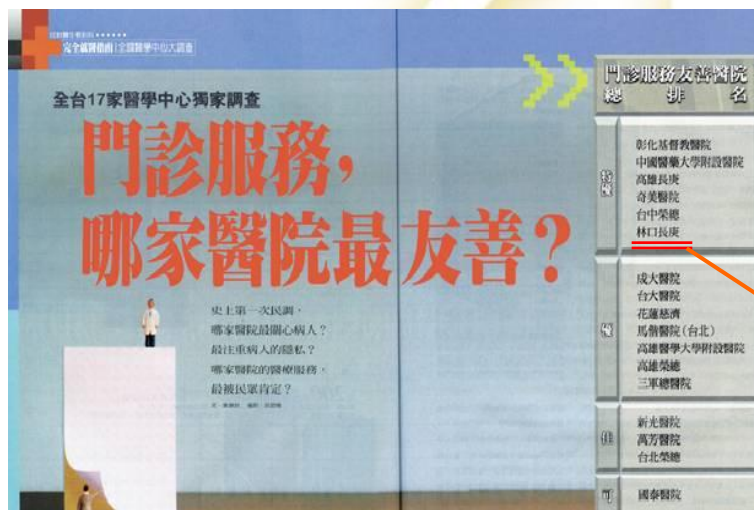 完全就醫指南|全國醫學中心大調查
全台17家醫學中心獨家調查
門診服務，
哪家醫院最友善？
史上第一次民調，
哪家醫院最關心病人？
最注重病人的隱私？
哪家醫院的醫療服務，
最被民眾肯定？
門診服務友善醫院
總排名
特優
彰化基督教醫院
中國醫藥大學附設醫院
高雄長庚
奇美醫院
台中榮總
林口長庚
優
成大醫院
台大醫院
花蓮慈濟
馬偕醫院(台北)
高雄醫學大學附設醫院
高雄榮總
三軍總醫院
佳
新光醫院
萬芳醫院
台北榮總
可
國泰醫院